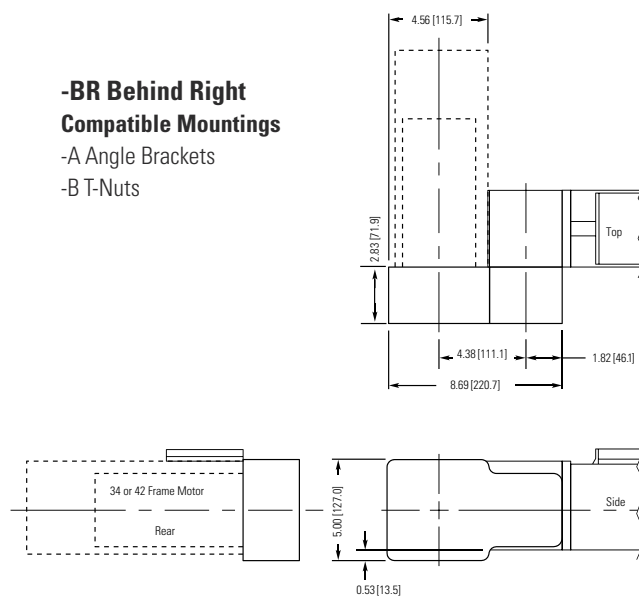 4.56 [115.7]
-BR Behind Right
Compatible Mountings
-A Angle Brackets
-B T-Nuts
2.83 [71.9]
Top
4.38 [111.1]
1.82 [46.1]
8.69 [220.7]
34 or 42 Frame Motor
Rear
5.00 [127.0]
Side
0.53 [13.5]